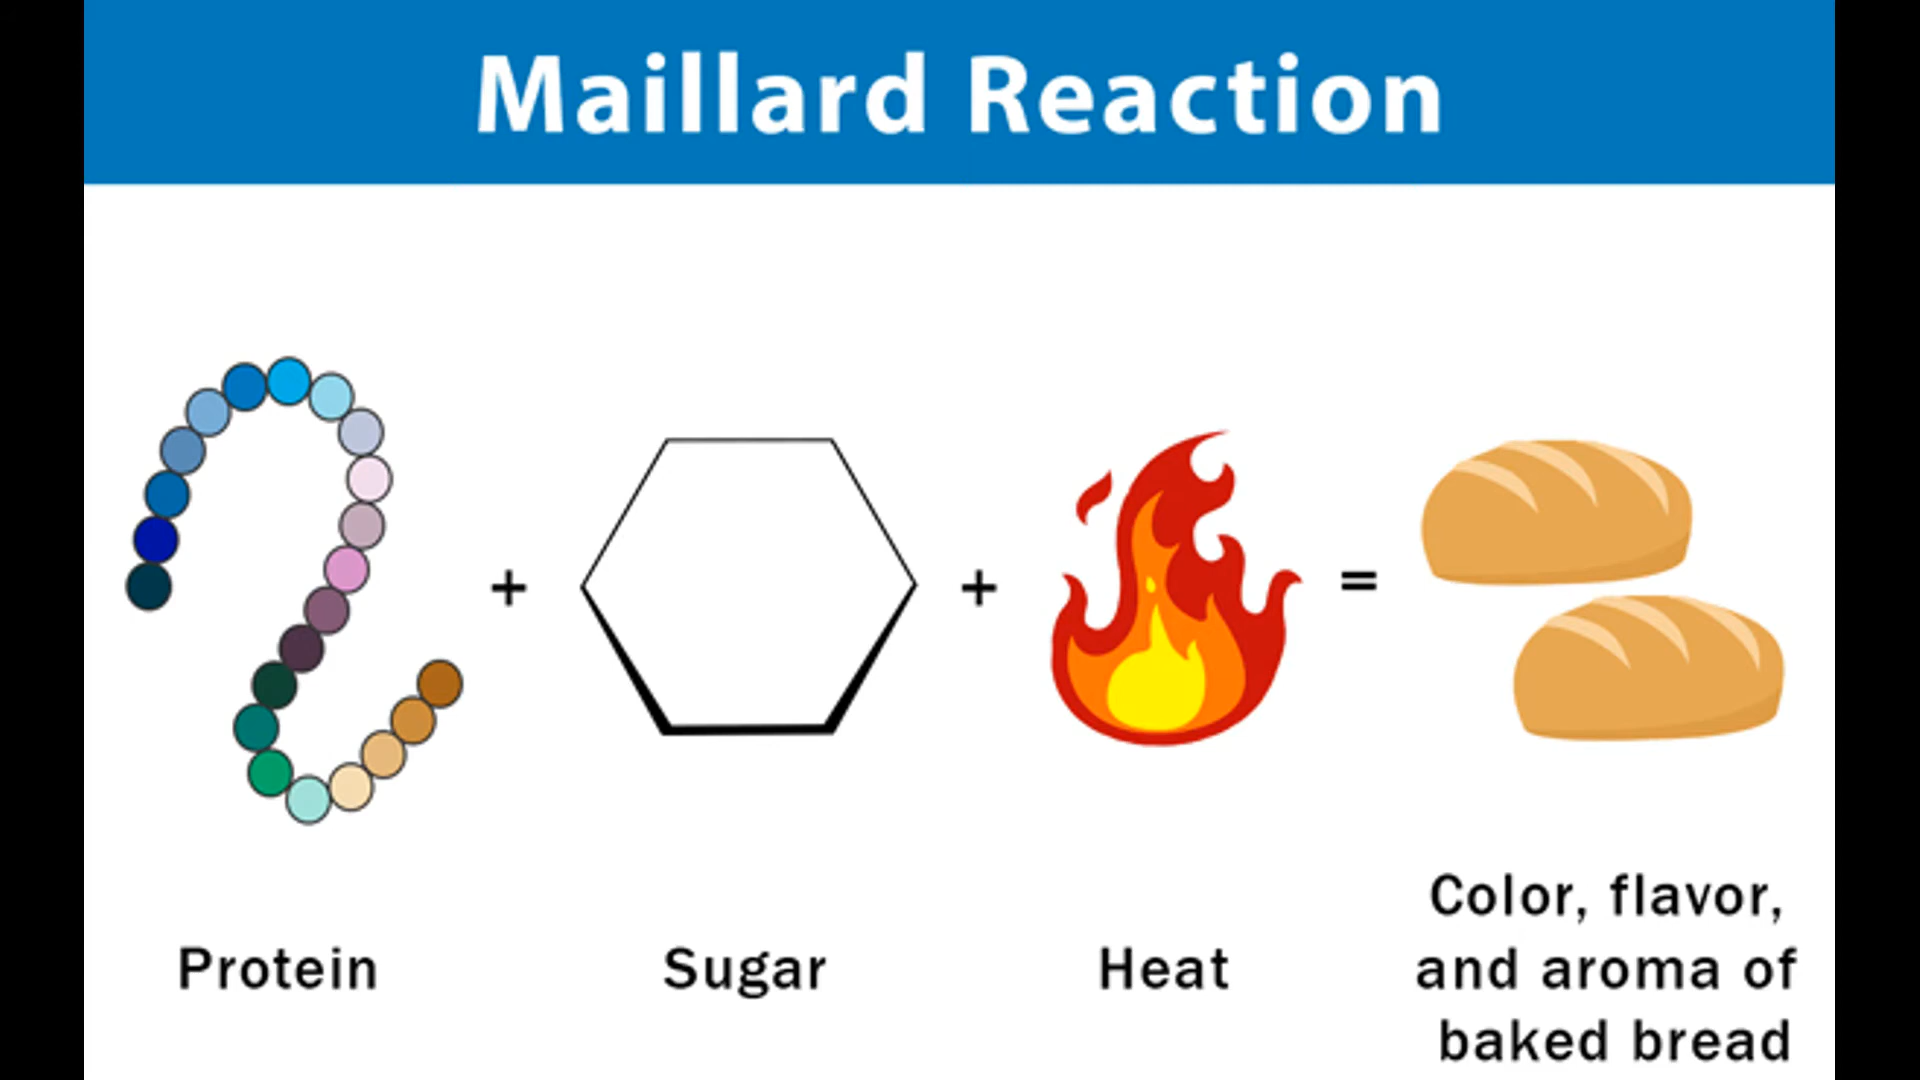 Maillard Reaction
+ + =
Protein
Sugar
Heat
Color, flavor,
and aroma of
baked bread